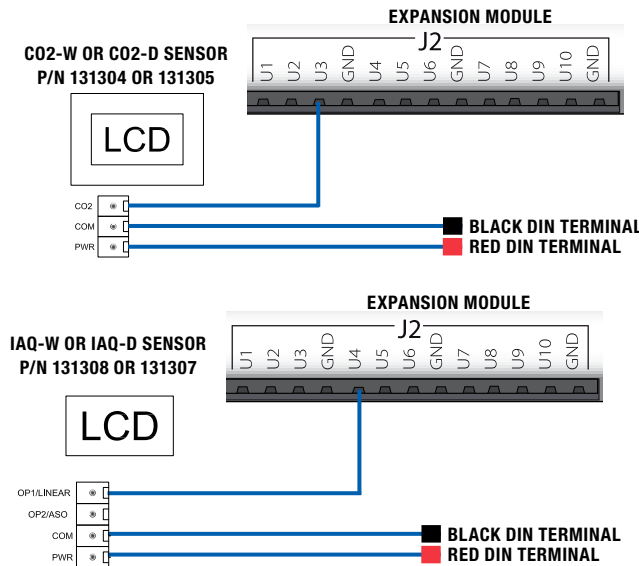 EXPANSION MODULE
J2
U1 U2 U3 GND U4 U5 U6 GND U7 U8 U9 U10 GND
CO2-W OR CO2-D SENSOR
P/N 131304 OR 131305
LCD
CO2
COM
PWR
BLACK DIN TERMINAL
RED DIN TERMINAL
EXPANSION MODULE
J2
U1 U2 U3 GND U4 U5 U6 GND U7 U8 U9 U10 GND
IAQ-W OR IAQ-D SENSOR
P/N 131308 OR 131307
LCD
OP1/LINEAR
OP2/ASO
COM
PWR
BLACK DIN TERMINAL
RED DIN TERMINAL